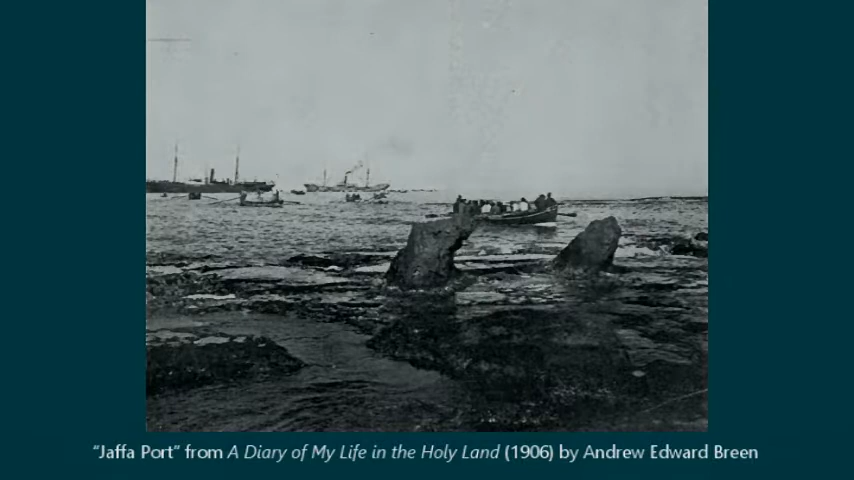 “Jaffa Port” from A Diary of My Life in the Holy Land (1906) by Andrew Edward Breen